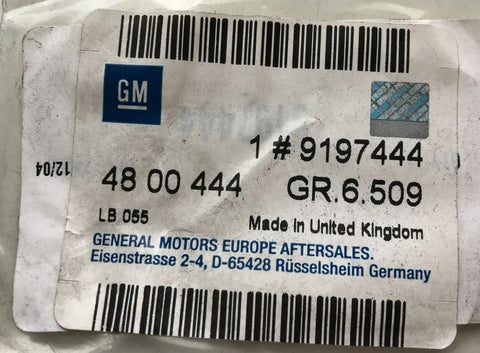 GM
1 # 9197444
48 00 444 GR.6.509
LB 055 Made in United Kingdom
GENERAL MOTORS EUROPE AFTERSALES.
Eisenstrasse 2-4, D-65428 Rüsselsheim Germany
12/04